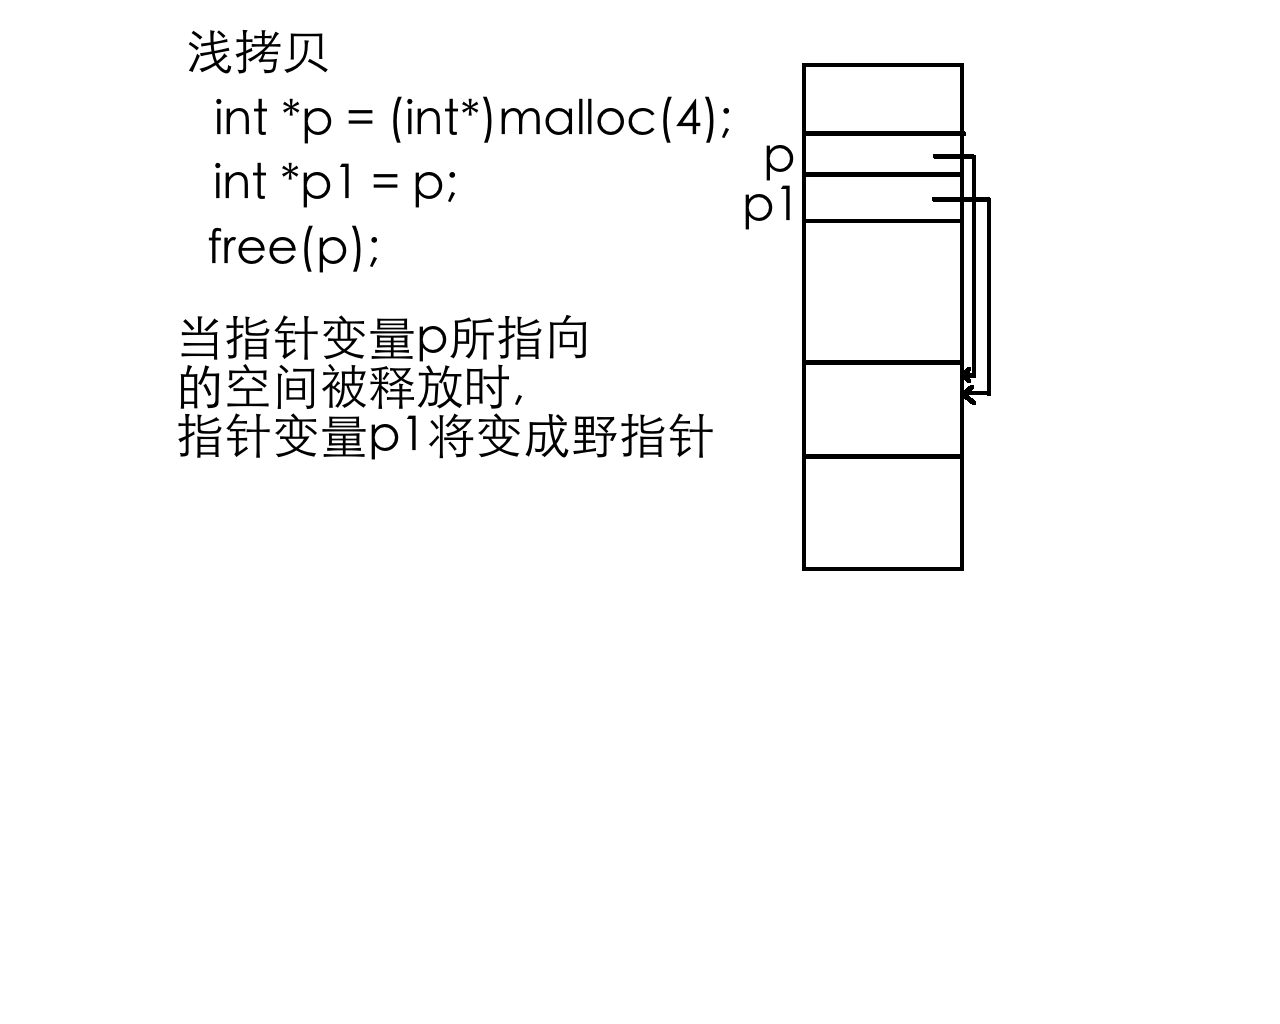 浅拷贝
int *p = (int*)malloc(4);
int *p1 = p;
free(p);
当指针变量p所指向
的空间被释放时,
指针变量p1将变成野指针
p
p1